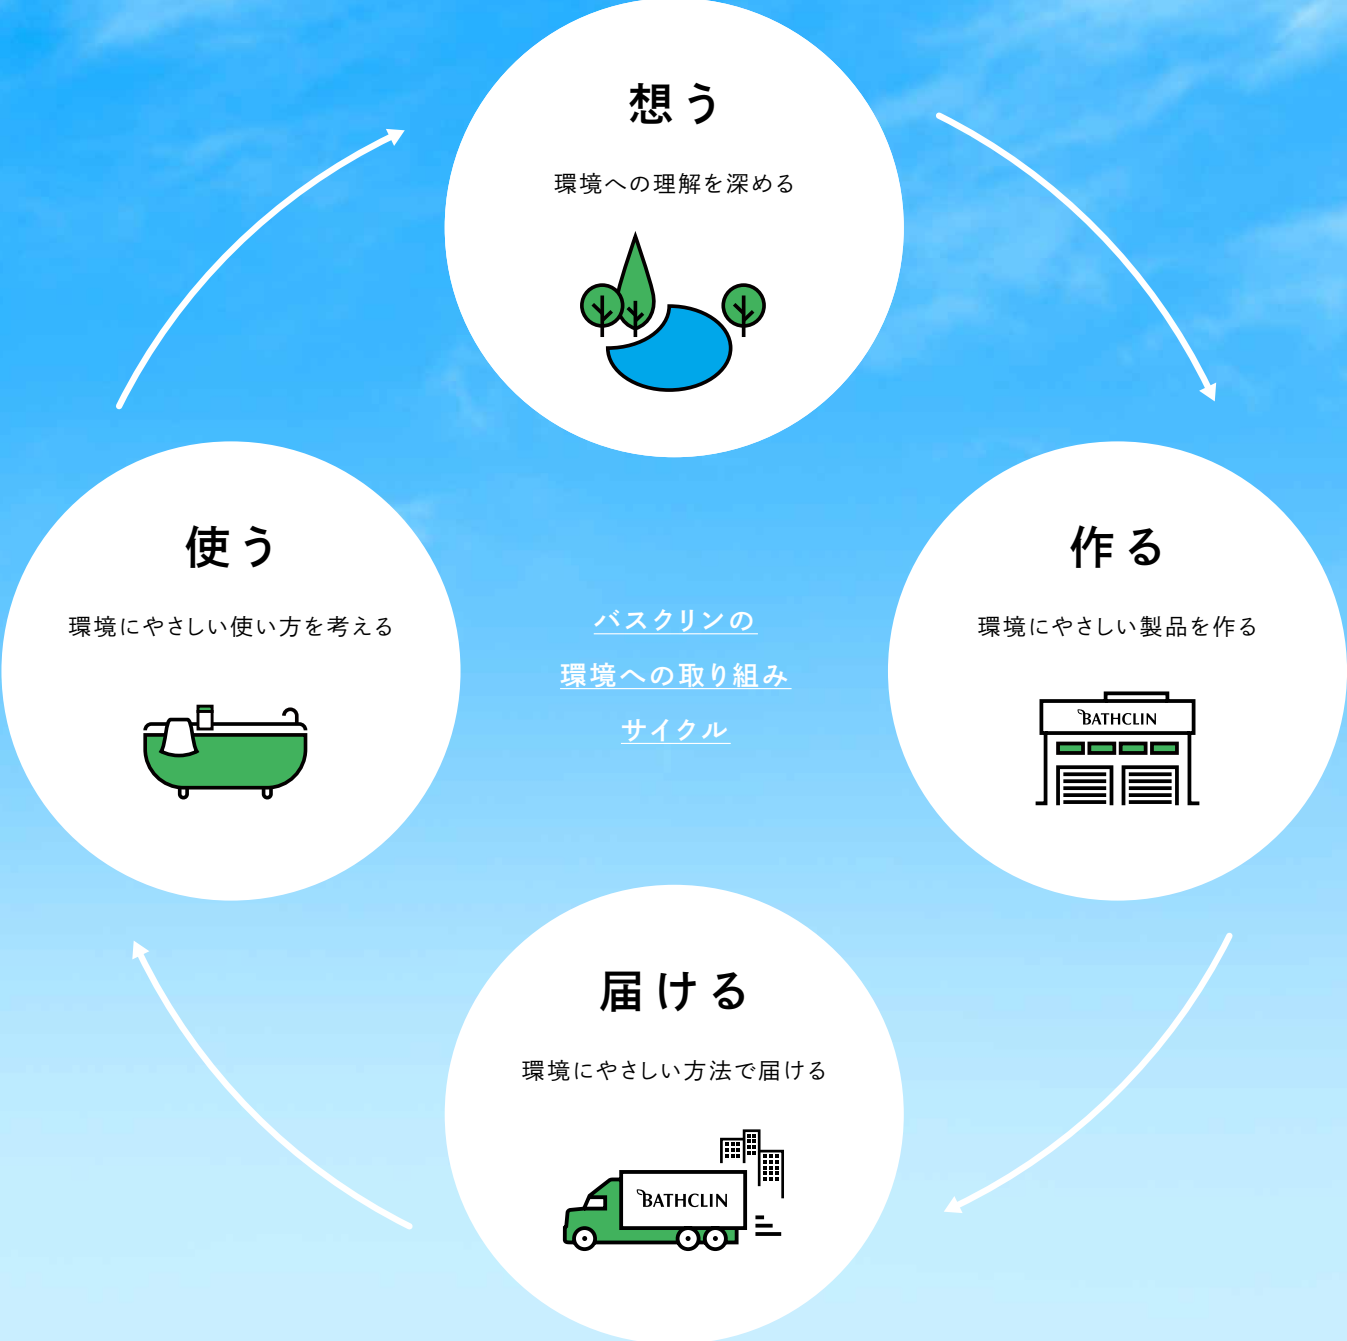 想う
環境への理解を深める
使う
環境にやさしい使い方を考える
バスクリンの
環境への取り組み
サイクル
作る
環境にやさしい製品を作る
BATHCLIN
届ける
環境にやさしい方法で届ける
BATHCLIN